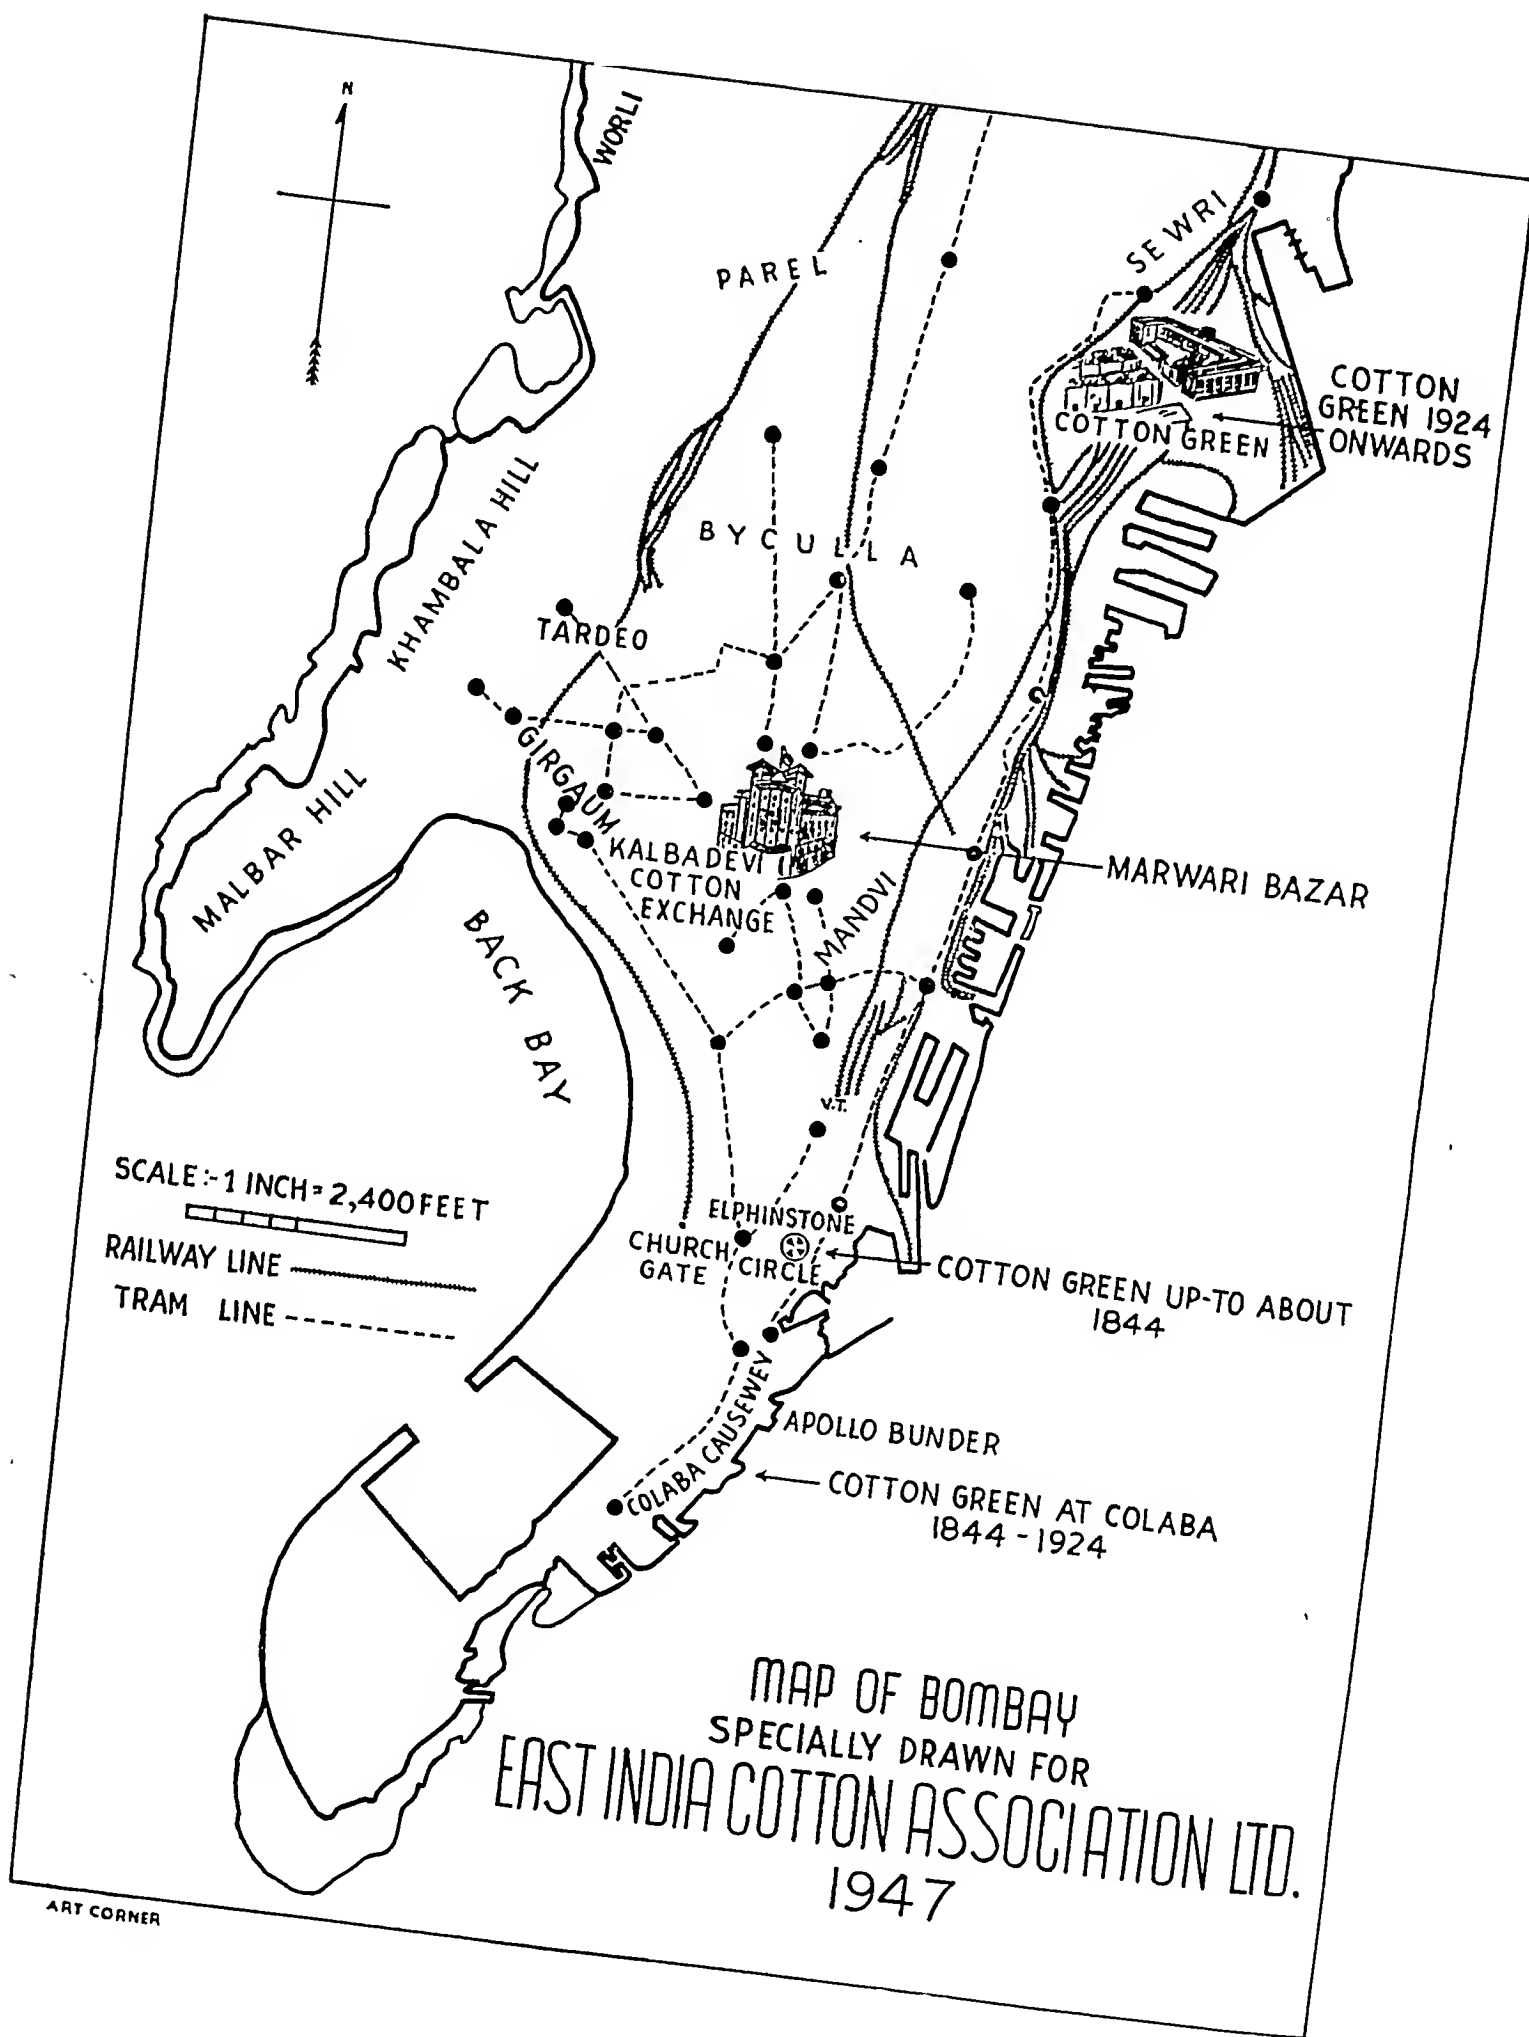 N
WORLI
PAREL
SEWRI
COTTON
GREEN 1924
ONWARDS
COTTON GREEN
KHAMBALA HILL
BYCULLA
TARDEO
GIRGAUM
MALBAR HILL
KALBADEVI
COTTON
EXCHANGE
MARWARI BAZAR
MANDVI
BACK BAY
V.T.
SCALE:- 1 INCH = 2,400 FEET
RAILWAY LINE
TRAM LINE
ELPHINSTONE
CIRCLE
CHURCH
GATE
COTTON GREEN UP-TO ABOUT
1844
COLABA CAUSEWEY
APOLLO BUNDER
COTTON GREEN AT COLABA
1844-1924
MAP OF BOMBAY
SPECIALLY DRAWN FOR
EAST INDIA COTTON ASSOCIATION LTD.
1947
ART CORNER